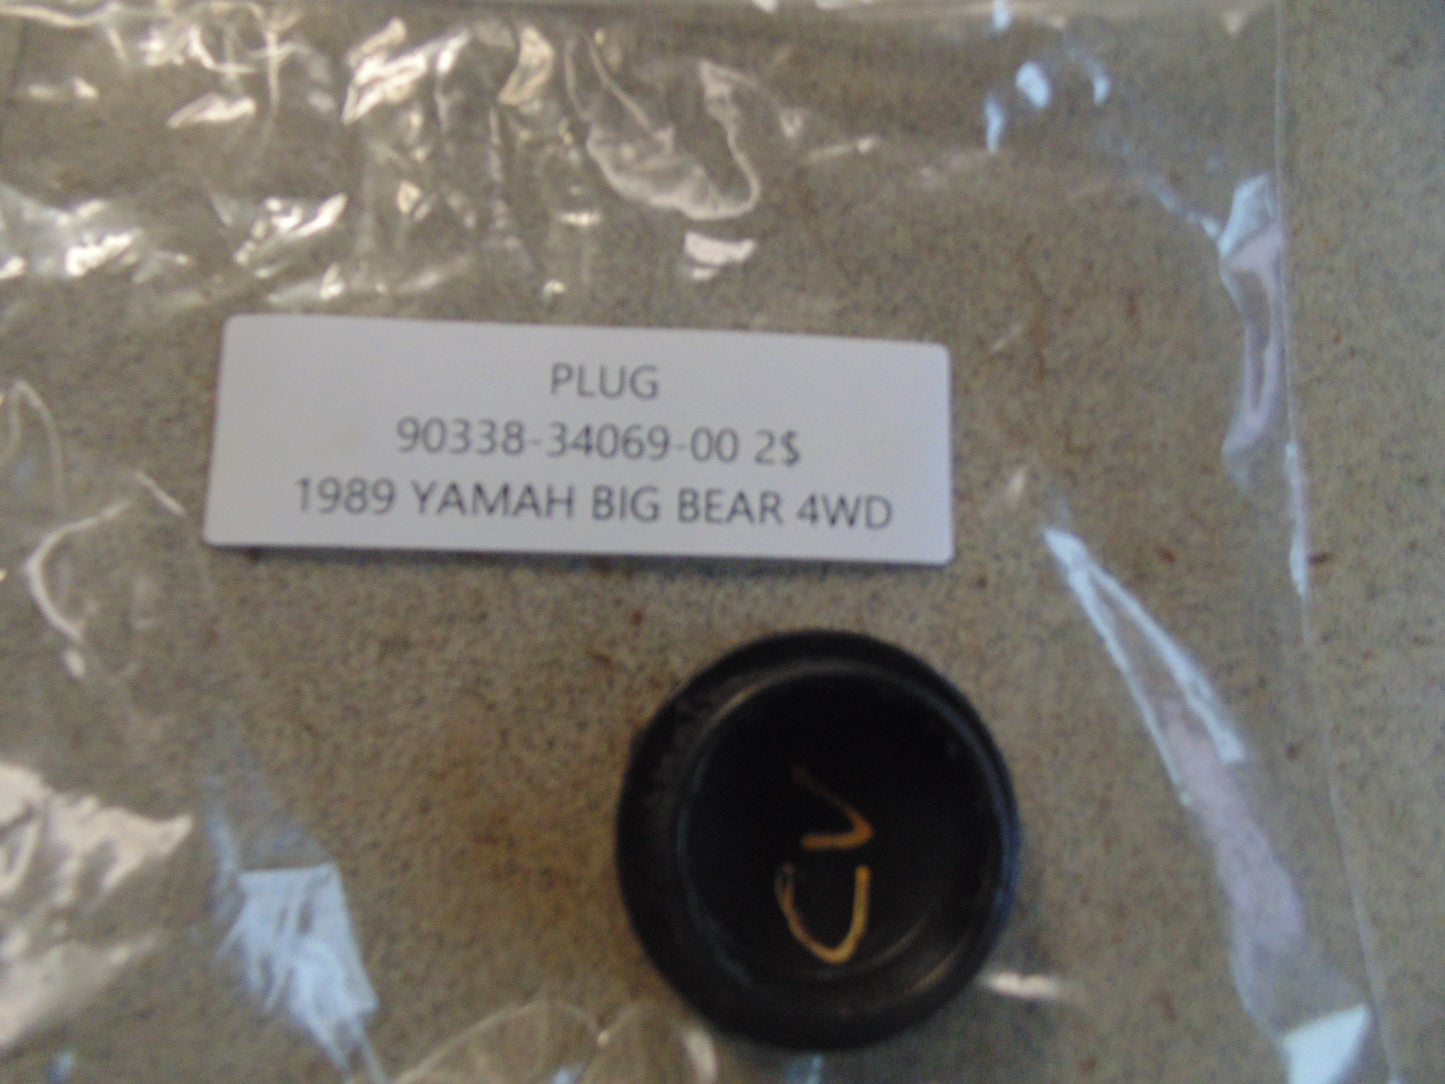 PLUG
90338-34069-00 2$
1989 YAMAH BIG BEAR 4WD